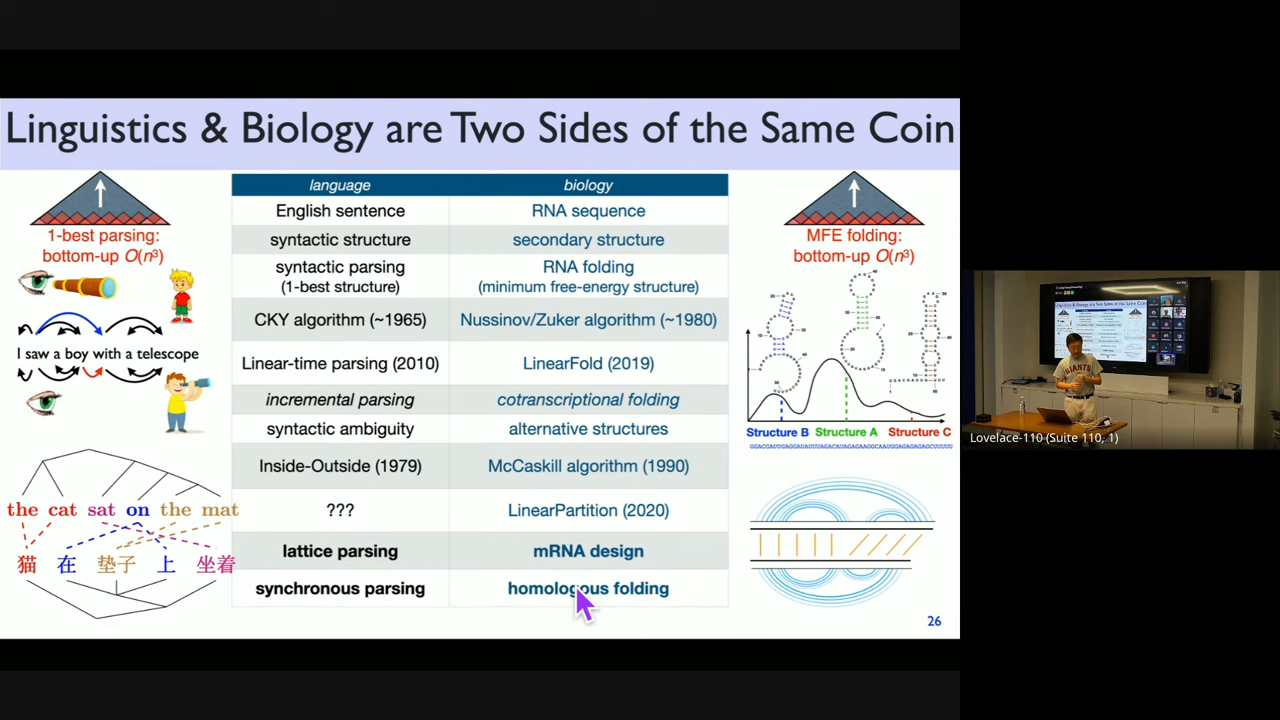 Linguistics & Biology are Two Sides of the Same Coin
1-best parsing:
bottom-up O(n³)
I saw a boy with a telescope
the cat sat on the mat
猫 在 垫子 上 坐着
language biology
English sentence RNA sequence
syntactic structure secondary structure
syntactic parsing RNA folding
(1-best structure) (minimum free-energy structure)
CKY algorithm (~1965) Nussinov/Zuker algorithm (~1980)
Linear-time parsing (2010) LinearFold (2019)
incremental parsing cotranscriptional folding
syntactic ambiguity alternative structures
Inside-Outside (1979) McCaskill algorithm (1990)
??? LinearPartition (2020)
lattice parsing mRNA design
synchronous parsing homologous folding
MFE folding:
bottom-up O(n³)
Structure B Structure A Structure C
26
GIANTS
Lovelace-110 (Suite 110, 1)